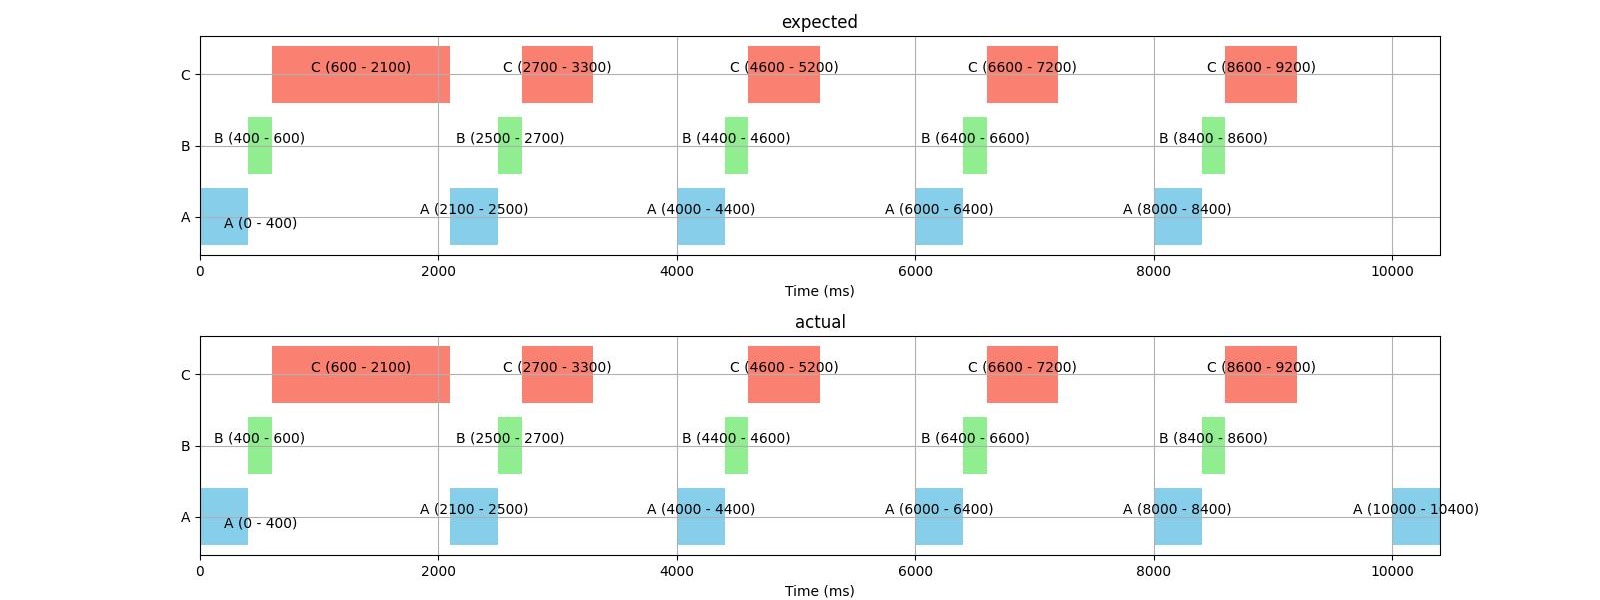 expected
C
C (600 - 2100)
C (2700 - 3300)
C (4600 - 5200)
C (6600 - 7200)
C (8600 - 9200)
B
B (400 - 600)
B (2500 - 2700)
B (4400 - 4600)
B (6400 - 6600)
B (8400 - 8600)
A
A (0 - 400)
A (2100 - 2500)
A (4000 - 4400)
A (6000 - 6400)
A (8000 - 8400)
0 2000 4000 6000 8000 10000
Time (ms)
actual
C
C (600 - 2100)
C (2700 - 3300)
C (4600 - 5200)
C (6600 - 7200)
C (8600 - 9200)
B
B (400 - 600)
B (2500 - 2700)
B (4400 - 4600)
B (6400 - 6600)
B (8400 - 8600)
A
A (0 - 400)
A (2100 - 2500)
A (4000 - 4400)
A (6000 - 6400)
A (8000 - 8400)
A (10000 - 10400)
0 2000 4000 6000 8000 10000
Time (ms)